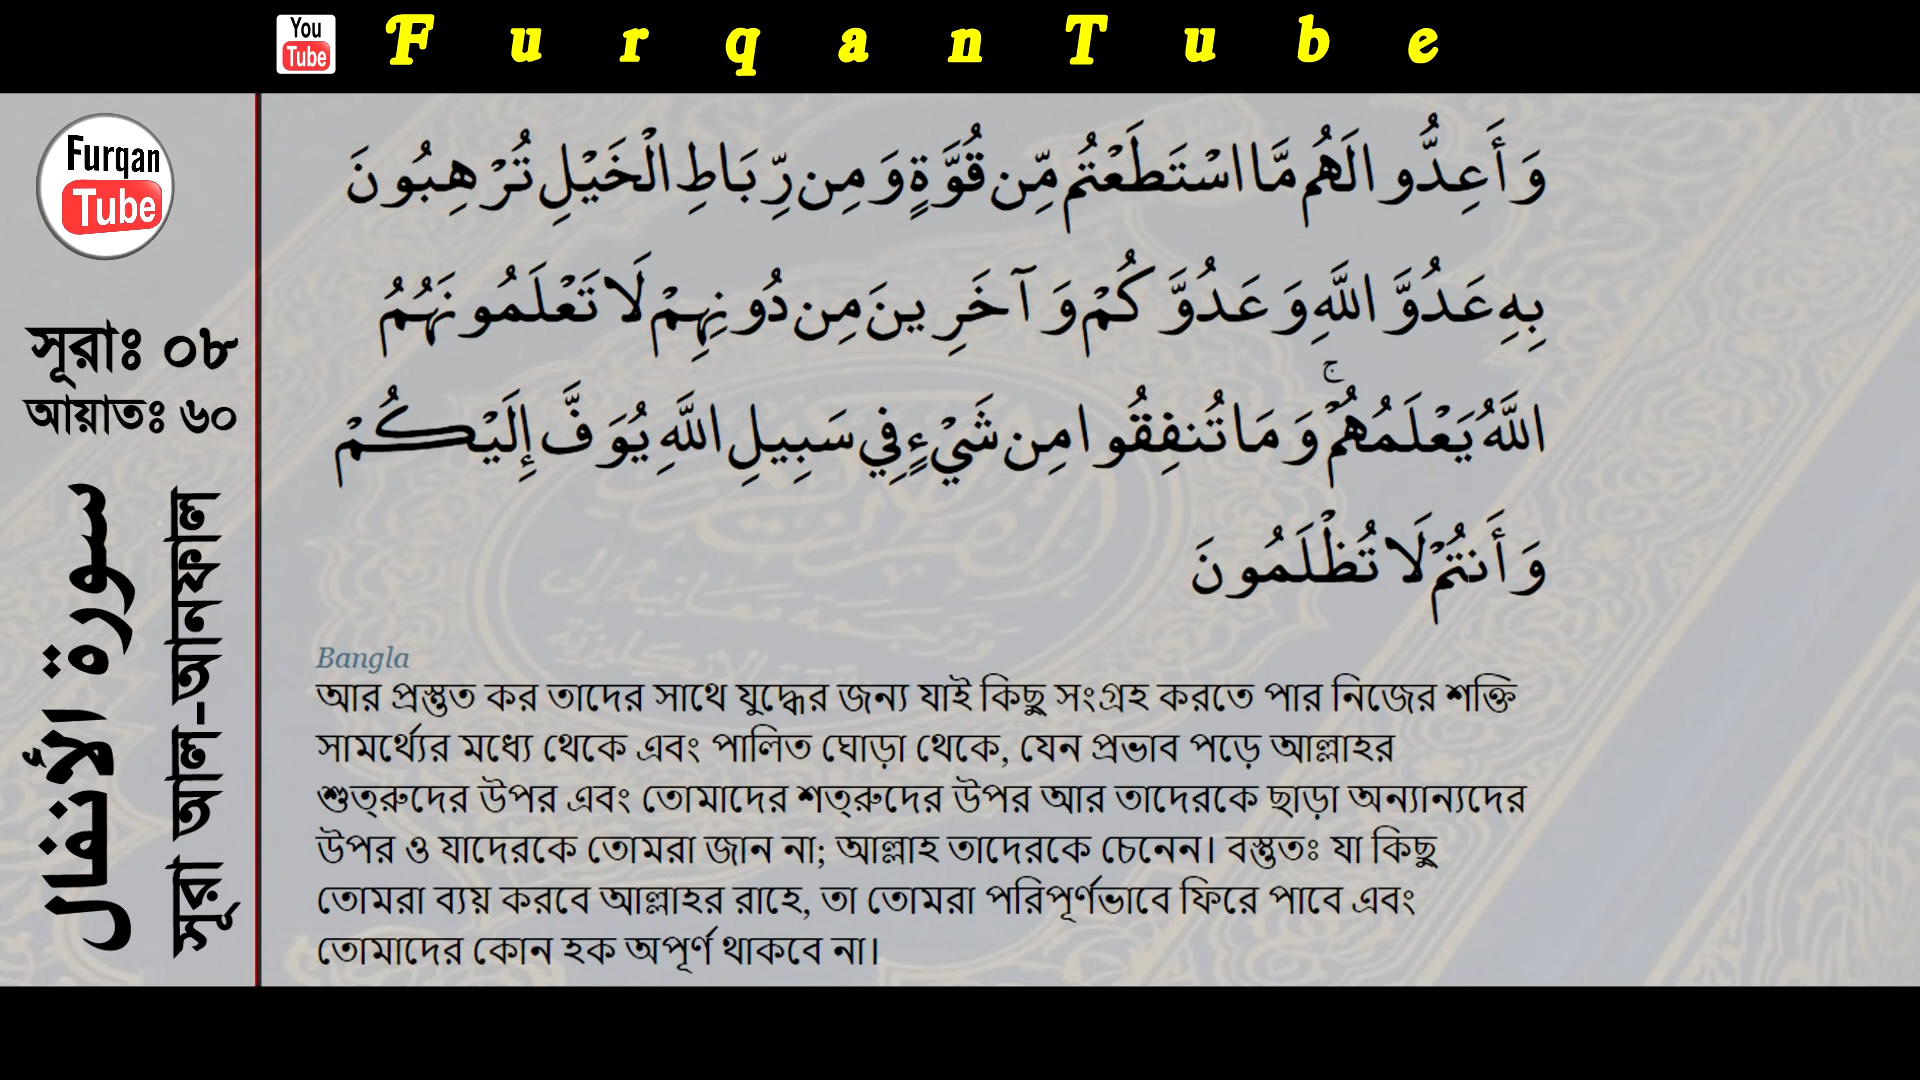 You
Tube
F u r q a n T u b e
Furqan
Tube
সূরাঃ ০৮
আয়াতঃ ৬০
سورة الأنفال
সূরা আল-আনফাল
وَأَعِدُّوا لَهُم مَّا اسْتَطَعْتُم مِّن قُوَّةٍ وَمِن رِّبَاطِ الْخَيْلِ تُرْهِبُونَ
بِهِ عَدُوَّ اللَّهِ وَعَدُوَّكُمْ وَآخَرِينَ مِن دُونِهِمْ لَا تَعْلَمُونَهُمُ
اللَّهُ يَعْلَمُهُمْ ۚ وَمَا تُنفِقُوا مِن شَيْءٍ فِي سَبِيلِ اللَّهِ يُوَفَّ إِلَيْكُمْ
وَأَنتُمْ لَا تُظْلَمُونَ
Bangla
আর প্রস্তুত কর তাদের সাথে যুদ্ধের জন্য যাই কিছু সংগ্রহ করতে পার নিজের শক্তি
সামর্থ্যের মধ্যে থেকে এবং পালিত ঘোড়া থেকে, যেন প্রভাব পড়ে আল্লাহর
শুত্রুদের উপর এবং তোমাদের শত্রুদের উপর আর তাদেরকে ছাড়া অন্যান্যদের
উপর ও যাদেরকে তোমরা জান না; আল্লাহ তাদেরকে চেনেন। বস্তুতঃ যা কিছু
তোমরা ব্যয় করবে আল্লাহর রাহে, তা তোমরা পরিপূর্ণভাবে ফিরে পাবে এবং
তোমাদের কোন হক অপূর্ণ থাকবে না।